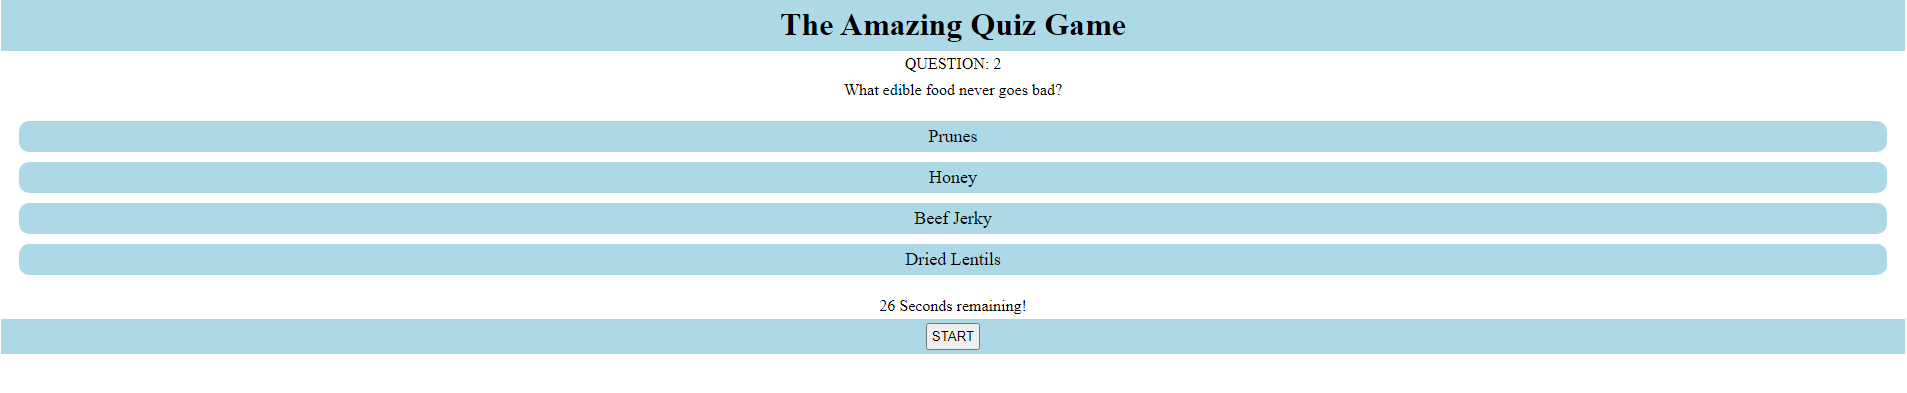 The Amazing Quiz Game
QUESTION: 2
What edible food never goes bad?
Prunes
Honey
Beef Jerky
Dried Lentils
26 Seconds remaining!
START